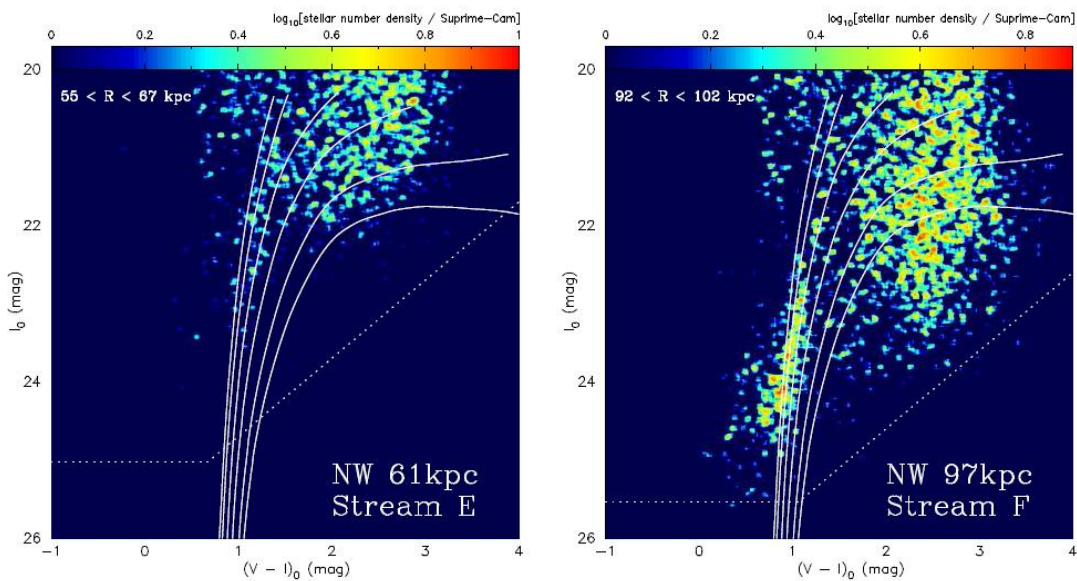 log₁₀[stellar number density / Suprime-Cam]
0 0.2 0.4 0.6 0.8 1
55 < R < 67 kpc
20
22
24
26
I₀ (mag)
NW 61kpc
Stream E
-1 0 1 2 3 4
(V - I)₀ (mag)
log₁₀[stellar number density / Suprime-Cam]
0 0.2 0.4 0.6 0.8
92 < R < 102 kpc
20
22
24
26
I₀ (mag)
NW 97kpc
Stream F
-1 0 1 2 3 4
(V - I)₀ (mag)